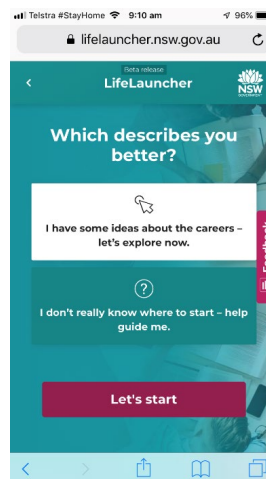 Telstra #StayHome 9:10 am 96%
lifelauncher.nsw.gov.au
Beta release
LifeLauncher
NSW
GOVERNMENT
Which describes you
better?
I have some ideas about the careers –
let's explore now.
Feedback
?
I don't really know where to start – help
guide me.
Let's start